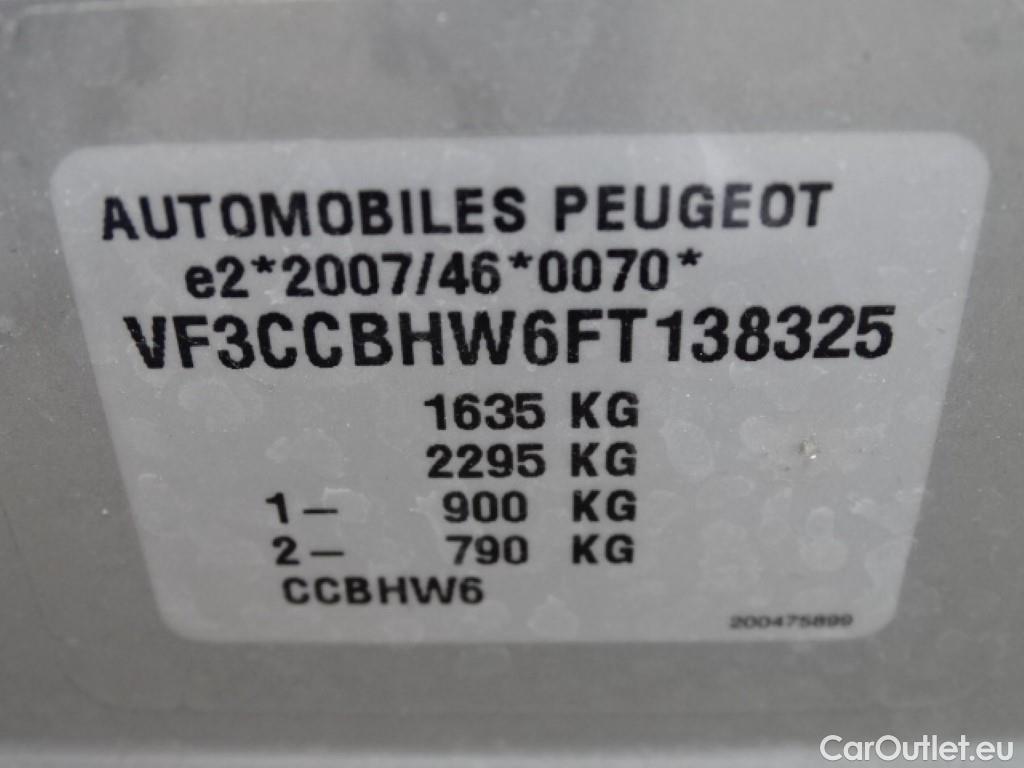 AUTOMOBILES PEUGEOT
e2*2007/46*0070*
VF3CCBHW6FT138325
1635 KG
2295 KG
1- 900 KG
2- 790 KG
CCBHW6
200475899
CarOutlet.eu